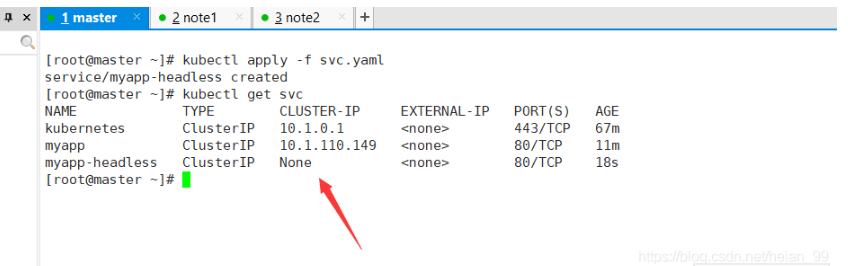 1 master × 2 note1 × 3 note2 × +
[root@master ~]# kubectl apply -f svc.yaml
service/myapp-headless created
[root@master ~]# kubectl get svc
NAME TYPE CLUSTER-IP EXTERNAL-IP PORT(S) AGE
kubernetes ClusterIP 10.1.0.1 <none> 443/TCP 67m
myapp ClusterIP 10.1.110.149 <none> 80/TCP 11m
myapp-headless ClusterIP None <none> 80/TCP 18s
[root@master ~]#
https://blog.csdn.net/heian_99